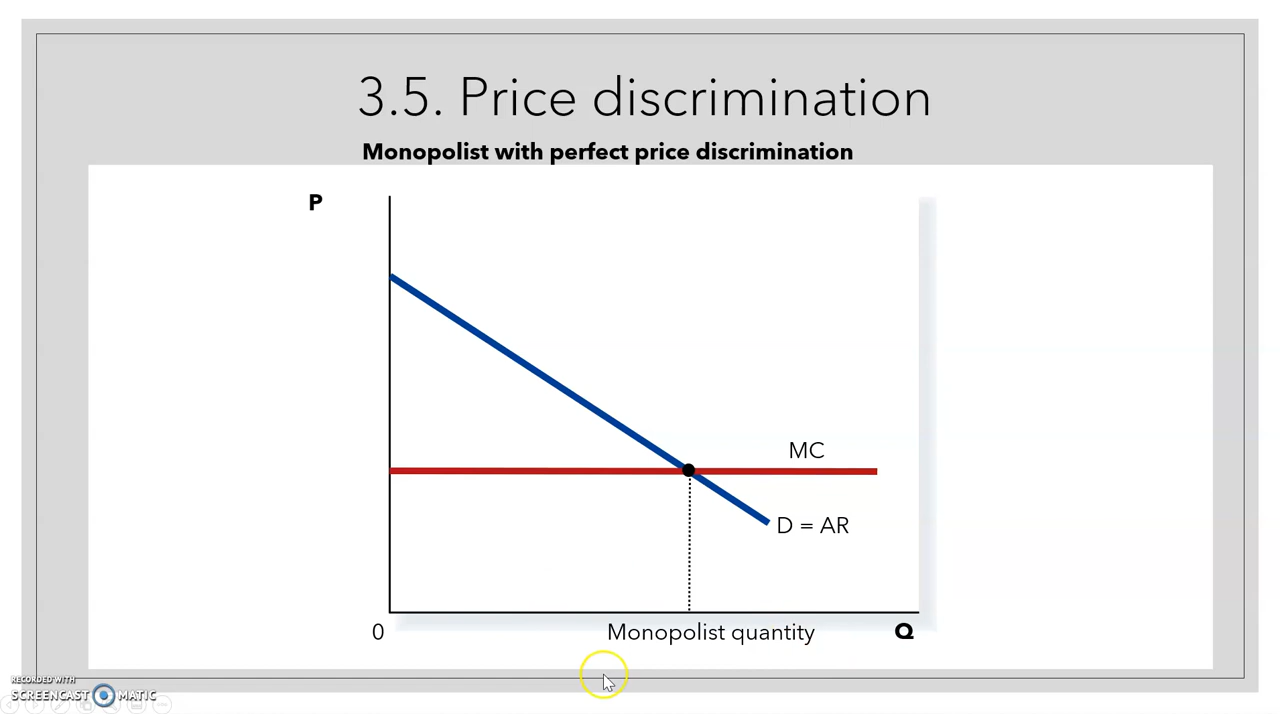 3.5. Price discrimination
Monopolist with perfect price discrimination
P
MC
D = AR
0
Monopolist quantity
Q
RECORDED WITH
SCREENCAST MATIC